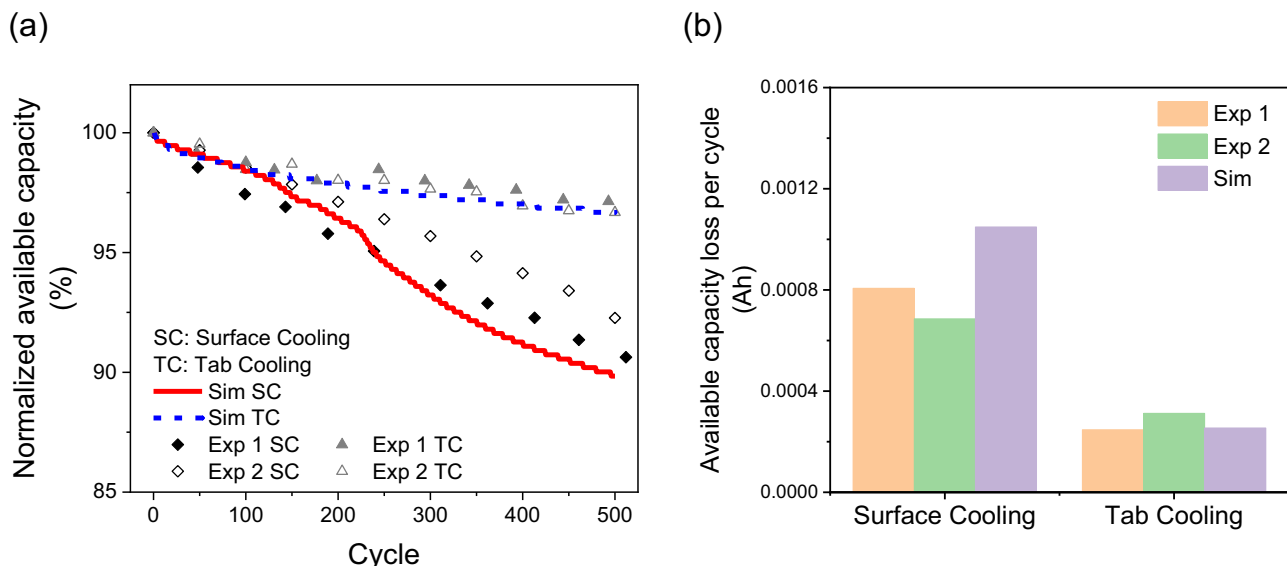 (a)
Normalized available capacity
(%)
100
95
90
85
SC: Surface Cooling
TC: Tab Cooling
Sim SC
Sim TC
Exp 1 SC
Exp 1 TC
Exp 2 SC
Exp 2 TC
0
100
200
300
400
500
Cycle
(b)
Available capacity loss per cycle
(Ah)
0.0016
0.0012
0.0008
0.0004
0.0000
Exp 1
Exp 2
Sim
Surface Cooling
Tab Cooling